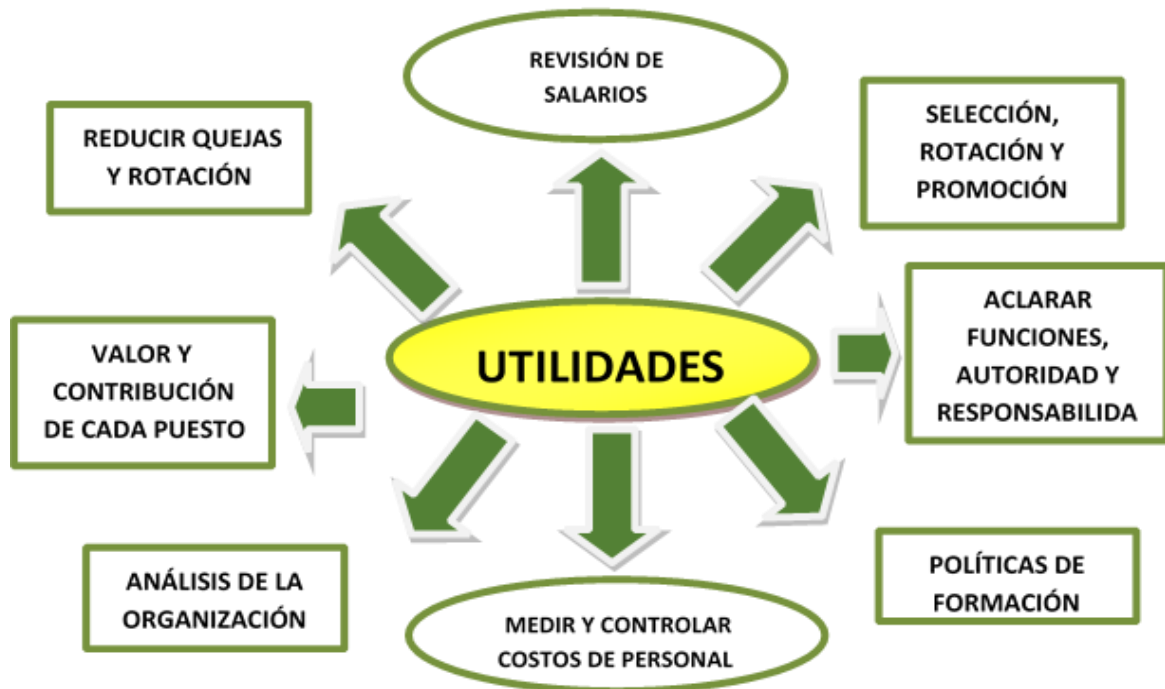 REVISIÓN DE
SALARIOS
REDUCIR QUEJAS
Y ROTACIÓN
SELECCIÓN,
ROTACIÓN Y
PROMOCIÓN
UTILIDADES
VALOR Y
CONTRIBUCIÓN
DE CADA PUESTO
ACLARAR
FUNCIONES,
AUTORIDAD Y
RESPONSABILIDA
ANÁLISIS DE LA
ORGANIZACIÓN
MEDIR Y CONTROLAR
COSTOS DE PERSONAL
POLÍTICAS DE
FORMACIÓN